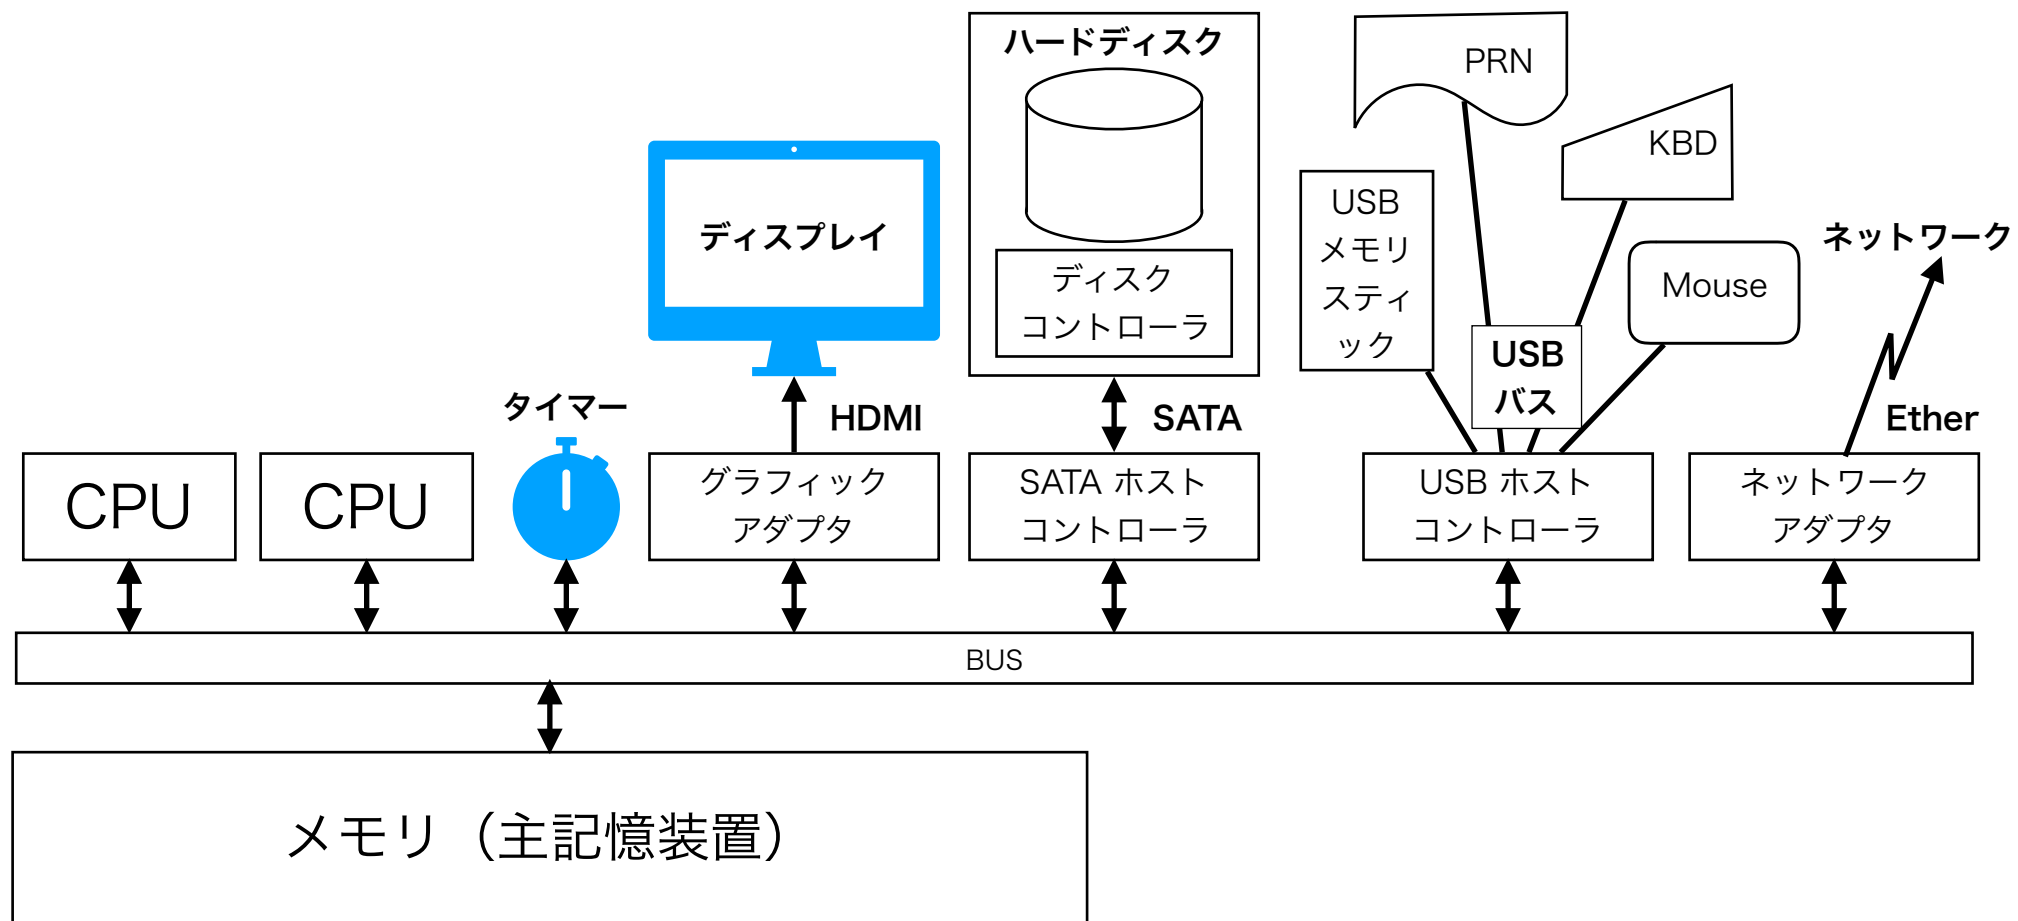 ハードディスク
PRN
KBD
USB
メモリ
スティ
ック
ディスプレイ
ネットワーク
ディスク
コントローラ
Mouse
USB
バス
タイマー
HDMI
SATA
Ether
CPU
CPU
グラフィック
アダプタ
SATA ホスト
コントローラ
USB ホスト
コントローラ
ネットワーク
アダプタ
BUS
メモリ（主記憶装置）